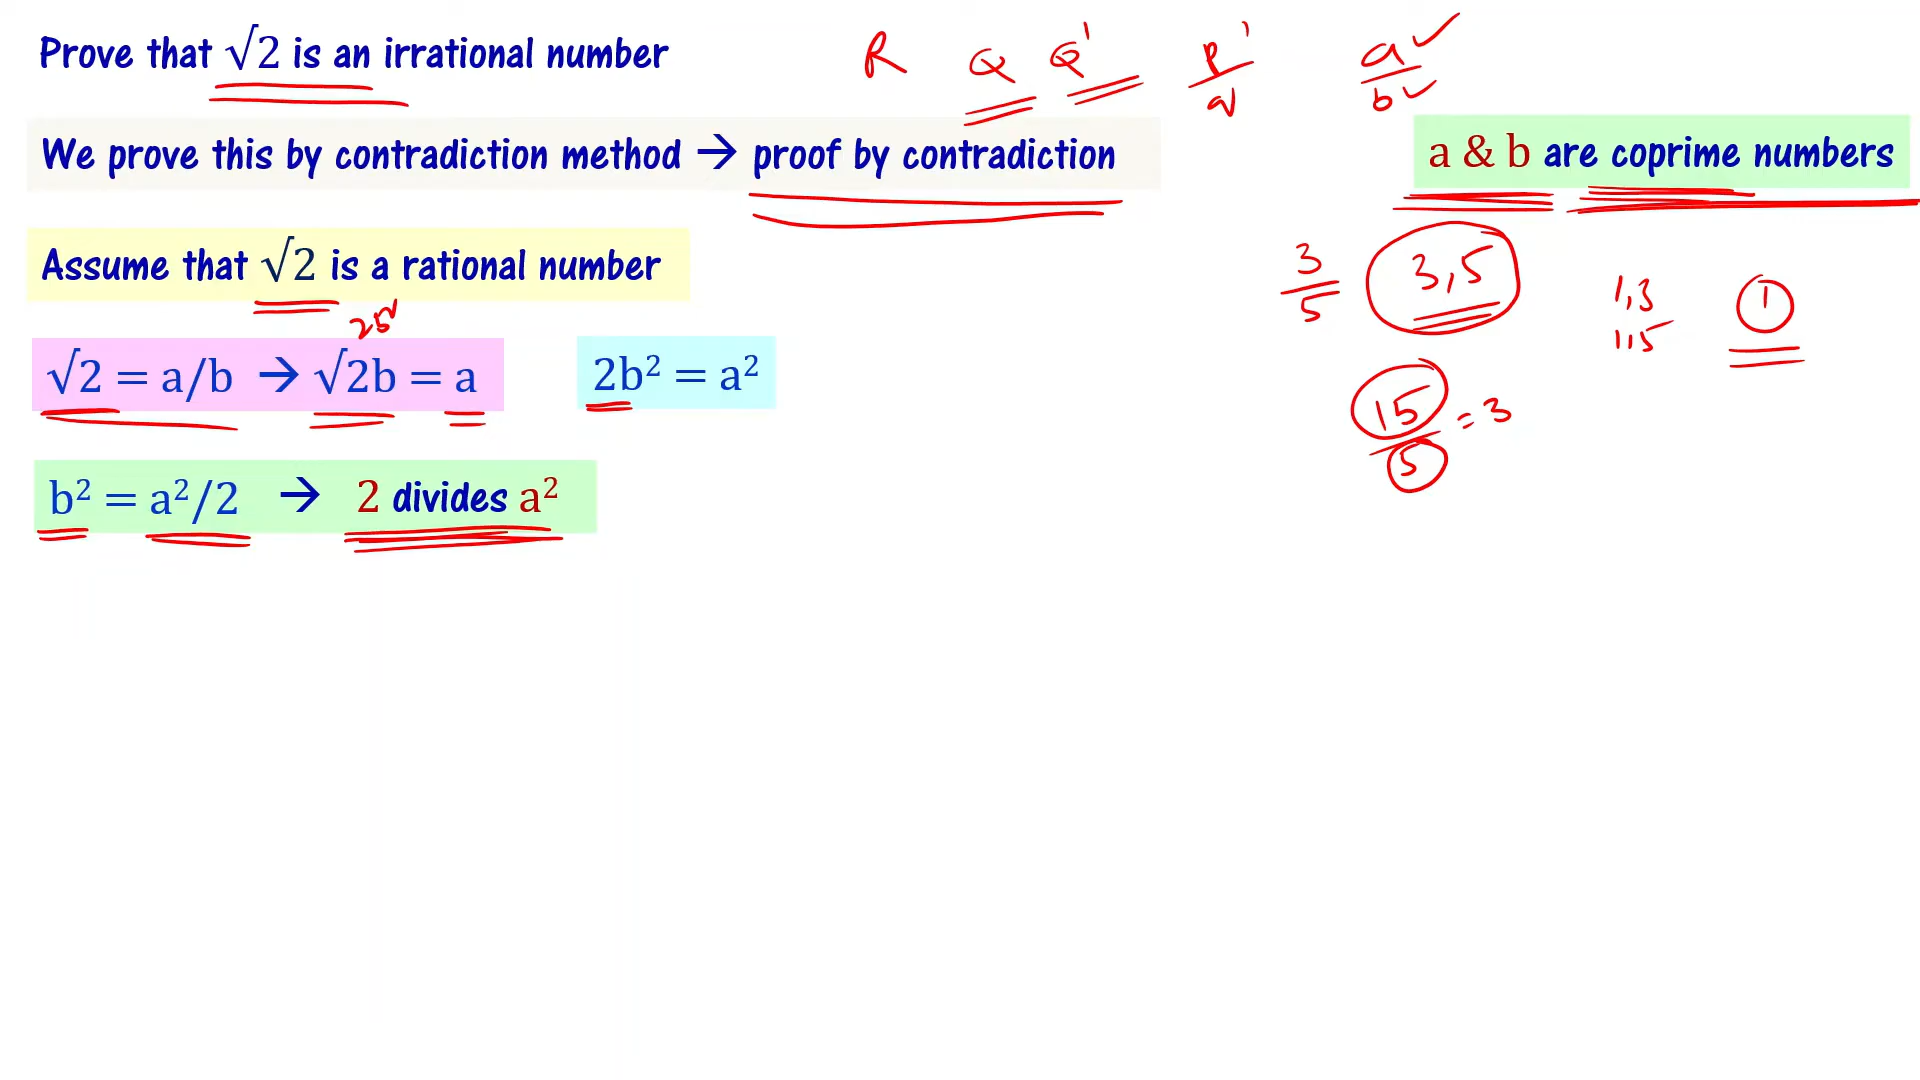 Prove that √2 is an irrational number
R Q Q' p/q a/b
We prove this by contradiction method → proof by contradiction
a & b are coprime numbers
Assume that √2 is a rational number
3/5 3,5
1,3
1,5
1
√2 = a/b → √2b = a
2b² = a²
15/5 = 3
b² = a²/2 → 2 divides a²